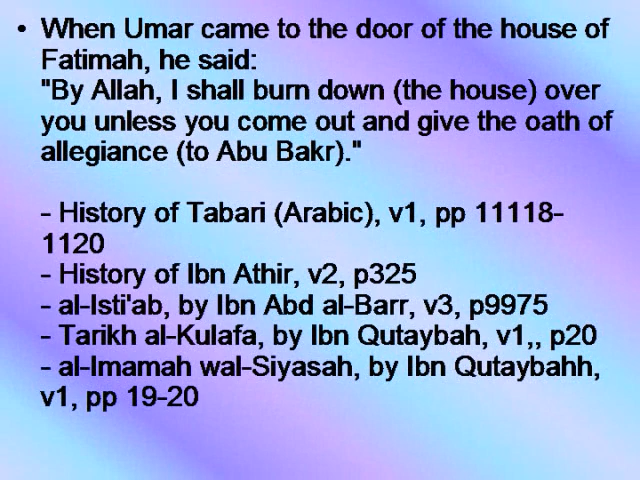 • When Umar came to the door of the house of
Fatimah, he said:
"By Allah, I shall burn down (the house) over
you unless you come out and give the oath of
allegiance (to Abu Bakr)."
- History of Tabari (Arabic), v1, pp 11118-
1120
- History of Ibn Athir, v2, p325
- al-Isti'ab, by Ibn Abd al-Barr, v3, p9975
- Tarikh al-Kulafa, by Ibn Qutaybah, v1,, p20
- al-Imamah wal-Siyasah, by Ibn Qutaybahh,
v1, pp 19-20